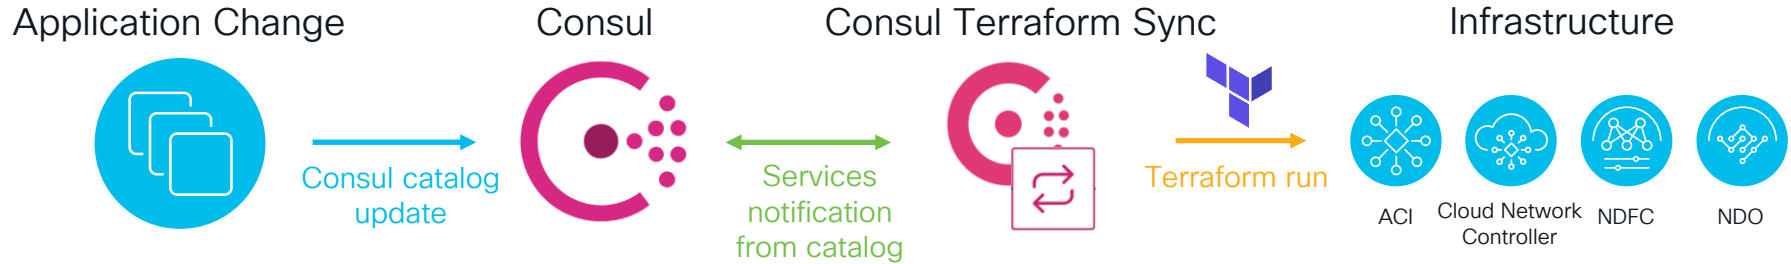 Application Change
Consul
Consul Terraform Sync
Infrastructure
Consul catalog
update
Services
notification
from catalog
Terraform run
ACI
Cloud Network
Controller
NDFC
NDO